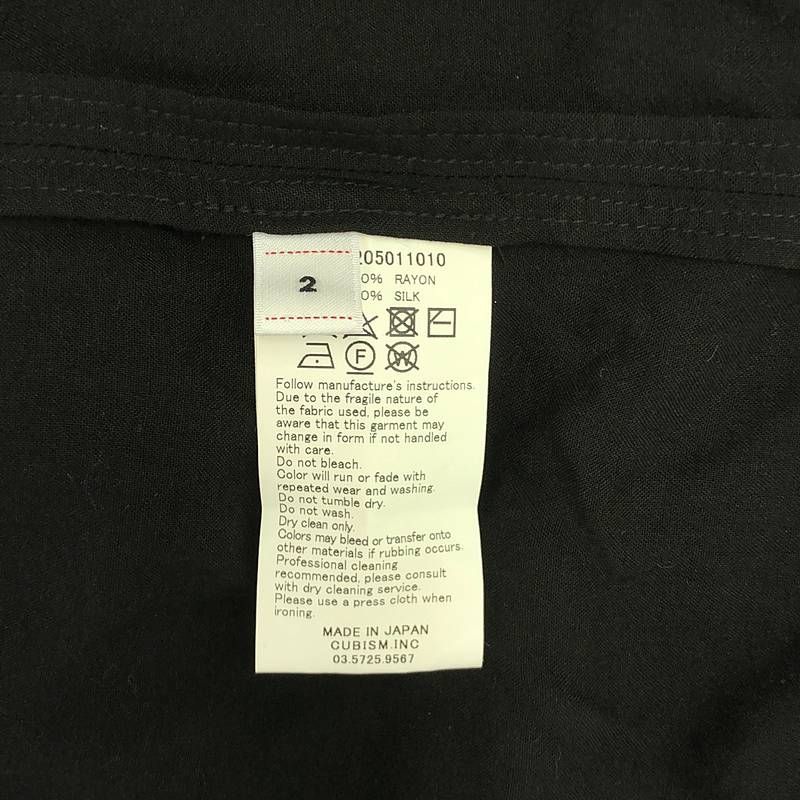 2
205011010
0% RAYON
0% SILK
F
W
Follow manufacture's instructions.
Due to the fragile nature of
the fabric used, please be
aware that this garment may
change in form if not handled
with care.
Do not bleach.
Color will run or fade with
repeated wear and washing.
Do not tumble dry.
Do not wash.
Dry clean only.
Colors may bleed or transfer onto
other materials if rubbing occurs.
Professional cleaning
recommended, please consult
with dry cleaning service.
Please use a press cloth when
ironing.
MADE IN JAPAN
CUBISM.INC
03.5725.9567